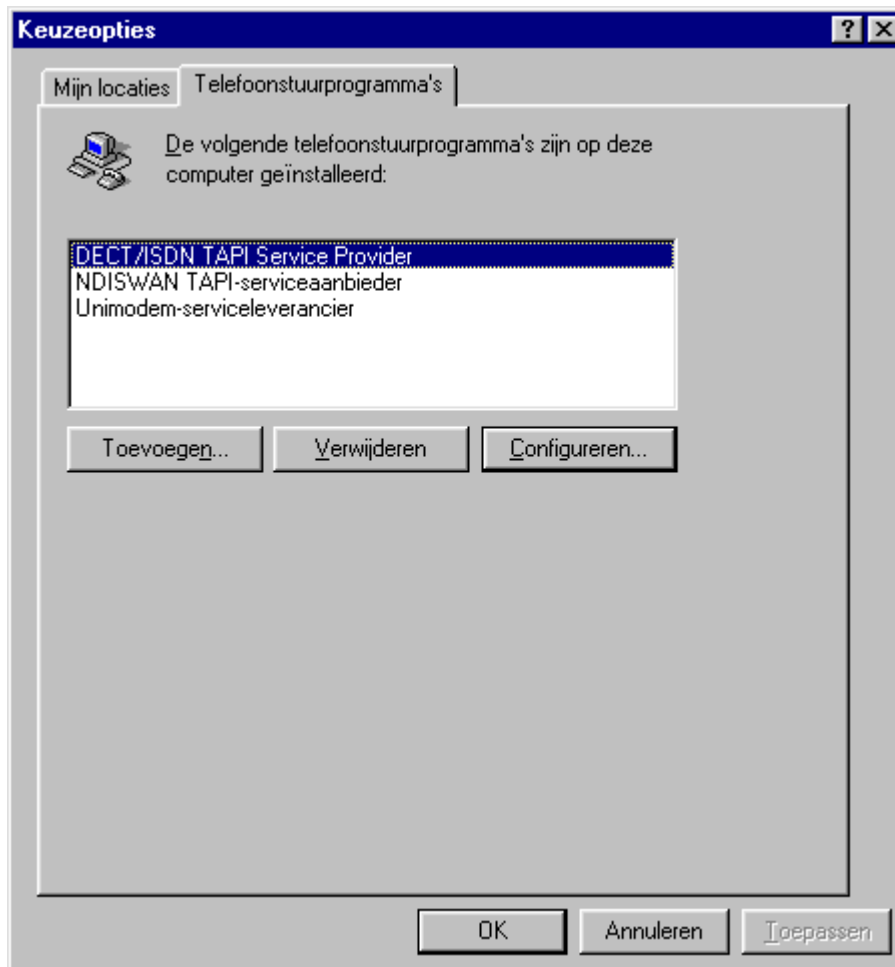 Keuzeopties
Mijn locaties
Telefoonstuurprogramma's
De volgende telefoonstuurprogramma's zijn op deze
computer geïnstalleerd:
DECT/ISDN TAPI Service Provider
NDISWAN TAPI-serviceaanbieder
Unimodem-serviceleverancier
Toevoegen...
Verwijderen
Configureren...
OK
Annuleren
Toepassen